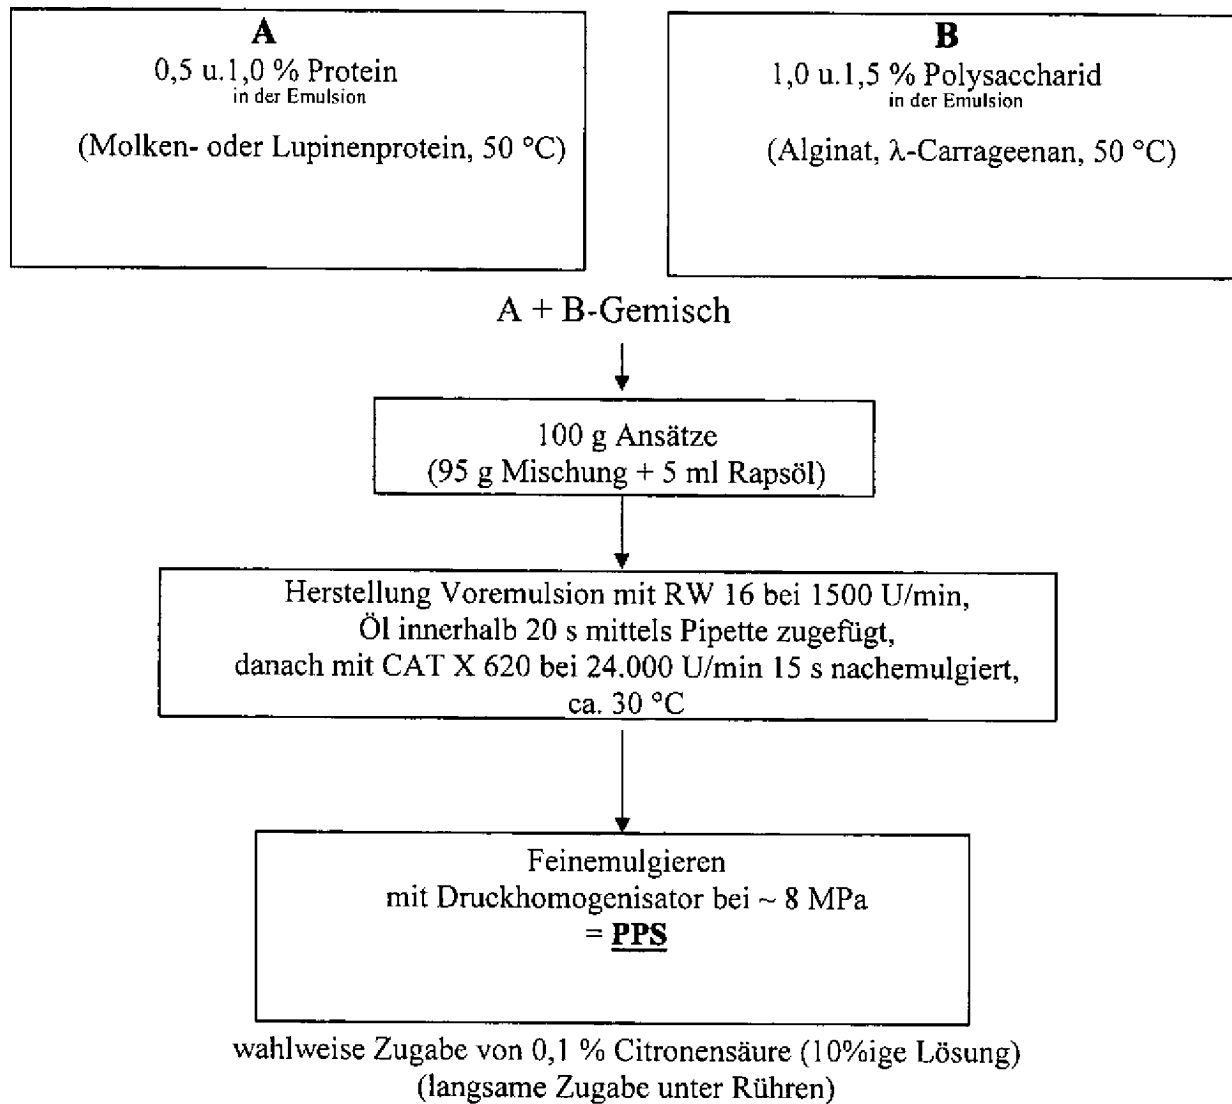 A
0,5 u.1,0 % Protein
in der Emulsion
(Molken- oder Lupinenprotein, 50 °C)
B
1,0 u.1,5 % Polysaccharid
in der Emulsion
(Alginat, λ-Carrageenan, 50 °C)
A + B-Gemisch
100 g Ansätze
(95 g Mischung + 5 ml Rapsöl)
Herstellung Voremulsion mit RW 16 bei 1500 U/min,
Öl innerhalb 20 s mittels Pipette zugefügt,
danach mit CAT X 620 bei 24.000 U/min 15 s nachemulgiert,
ca. 30 °C
Feinemulgieren
mit Druckhomogenisator bei ~ 8 MPa
= PPS
wahlweise Zugabe von 0,1 % Citronensäure (10%ige Lösung)
(langsame Zugabe unter Rühren)